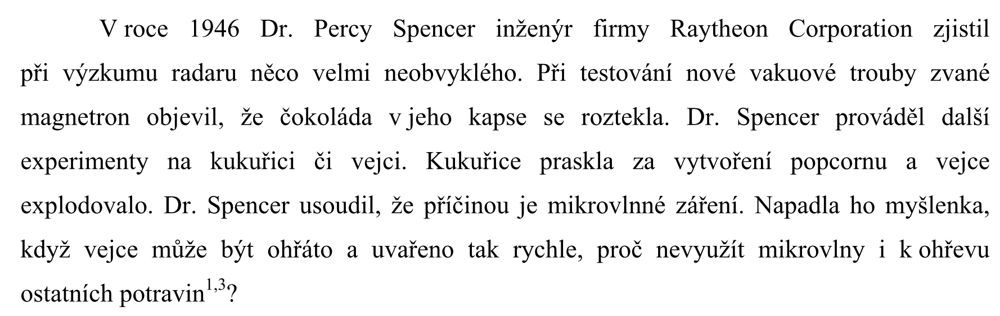 V roce 1946 Dr. Percy Spencer inženýr firmy Raytheon Corporation zjistil
při výzkumu radaru něco velmi neobvyklého. Při testování nové vakuové trouby zvané
magnetron objevil, že čokoláda v jeho kapse se roztekla. Dr. Spencer prováděl další
experimenty na kukuřici či vejci. Kukuřice praskla za vytvoření popcornu a vejce
explodovalo. Dr. Spencer usoudil, že příčinou je mikrovlnné záření. Napadla ho myšlenka,
když vejce může být ohřáto a uvařeno tak rychle, proč nevyužít mikrovlny i k ohřevu
ostatních potravin1,3?